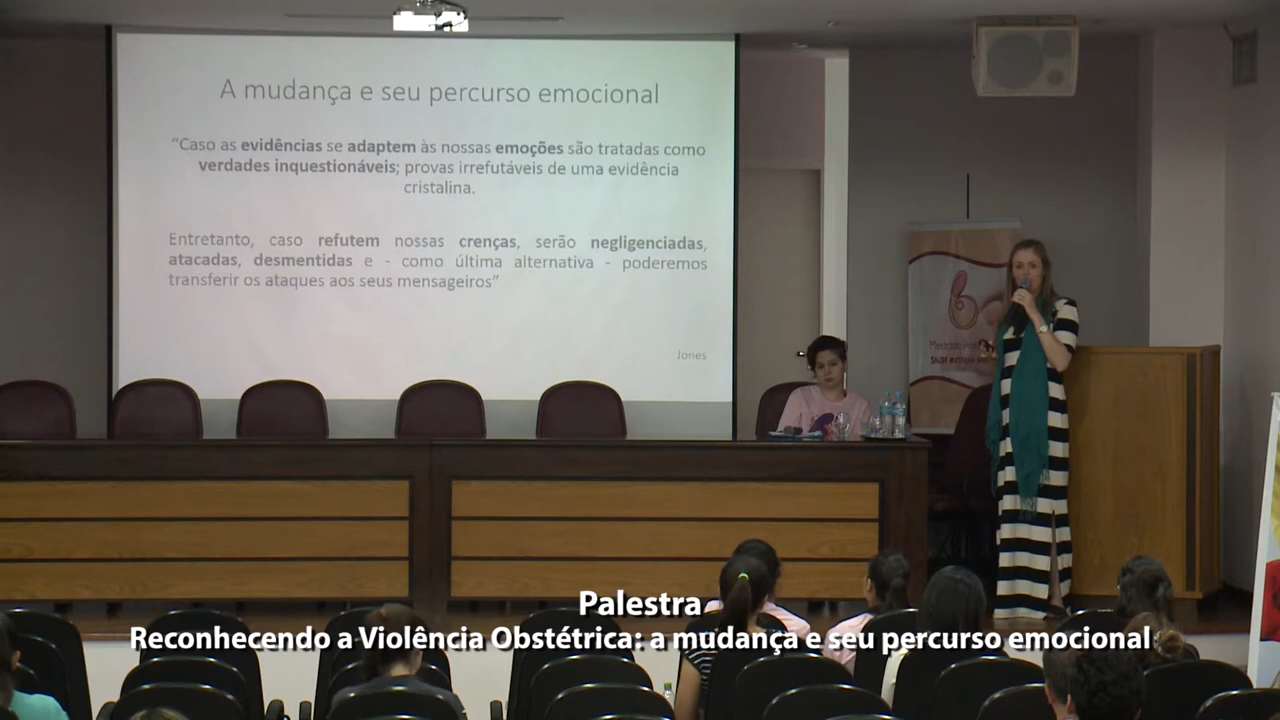 A mudança e seu percurso emocional
“Caso as evidências se adaptem às nossas emoções são tratadas como
verdades inquestionáveis; provas irrefutáveis de uma evidência
cristalina.
Entretanto, caso refutem nossas crenças, serão negligenciadas,
atacadas, desmentidas e - como última alternativa - poderemos
transferir os ataques aos seus mensageiros”
Jones
Palestra
Reconhecendo a Violência Obstétrica: a mudança e seu percurso emocional